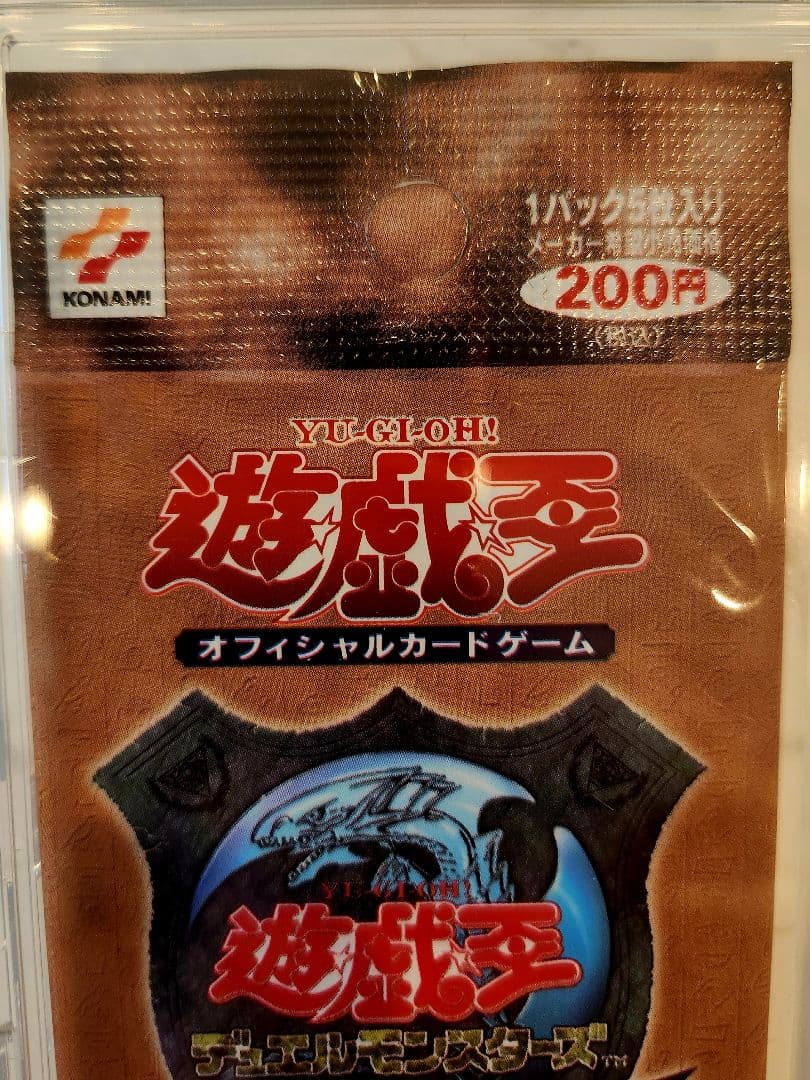 KONAMI
1パック5枚入り
メーカー希望小売価格
200円
(税込)
YU-GI-OH!
遊戯王
オフィシャルカードゲーム
YU-GI-OH!
遊戯王
デュエルモンスターズ™